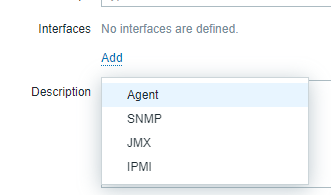 Interfaces No interfaces are defined.
Add
Description
Agent
SNMP
JMX
IPMI